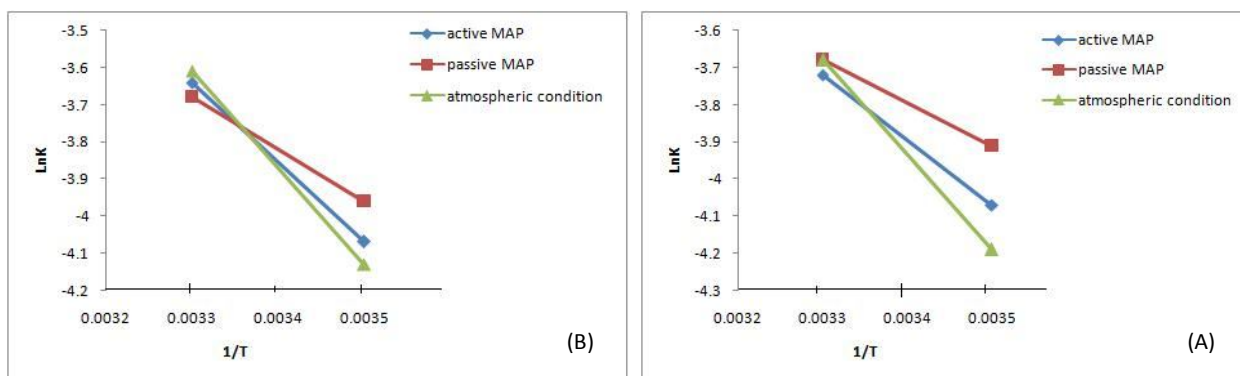 -3.5
-3.6
-3.7
-3.8
-3.9
-4
-4.1
-4.2
LnK
0.0032 0.0033 0.0034 0.0035
1/T
active MAP
passive MAP
atmospheric condition
(B)
-3.6
-3.7
-3.8
-3.9
-4
-4.1
-4.2
-4.3
LnK
0.0032 0.0033 0.0034 0.0035
1/T
active MAP
passive MAP
atmospheric condition
(A)